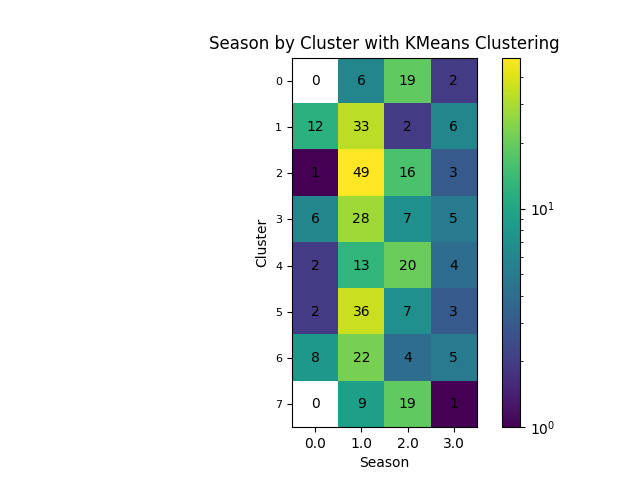 Season by Cluster with KMeans Clustering
0 0 6 19 2
1 12 33 2 6
2 1 49 16 3
3 6 28 7 5
4 2 13 20 4
5 2 36 7 3
6 8 22 4 5
7 0 9 19 1
0.0 1.0 2.0 3.0
Season
Cluster
10¹
10⁰